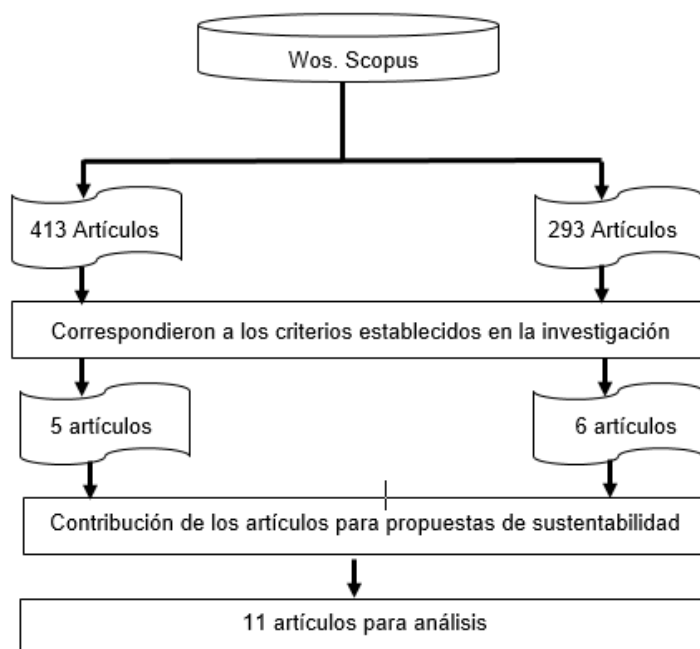 Wos. Scopus
413 Artículos
293 Artículos
Correspondieron a los criterios establecidos en la investigación
5 artículos
6 artículos
Contribución de los artículos para propuestas de sustentabilidad
11 artículos para análisis